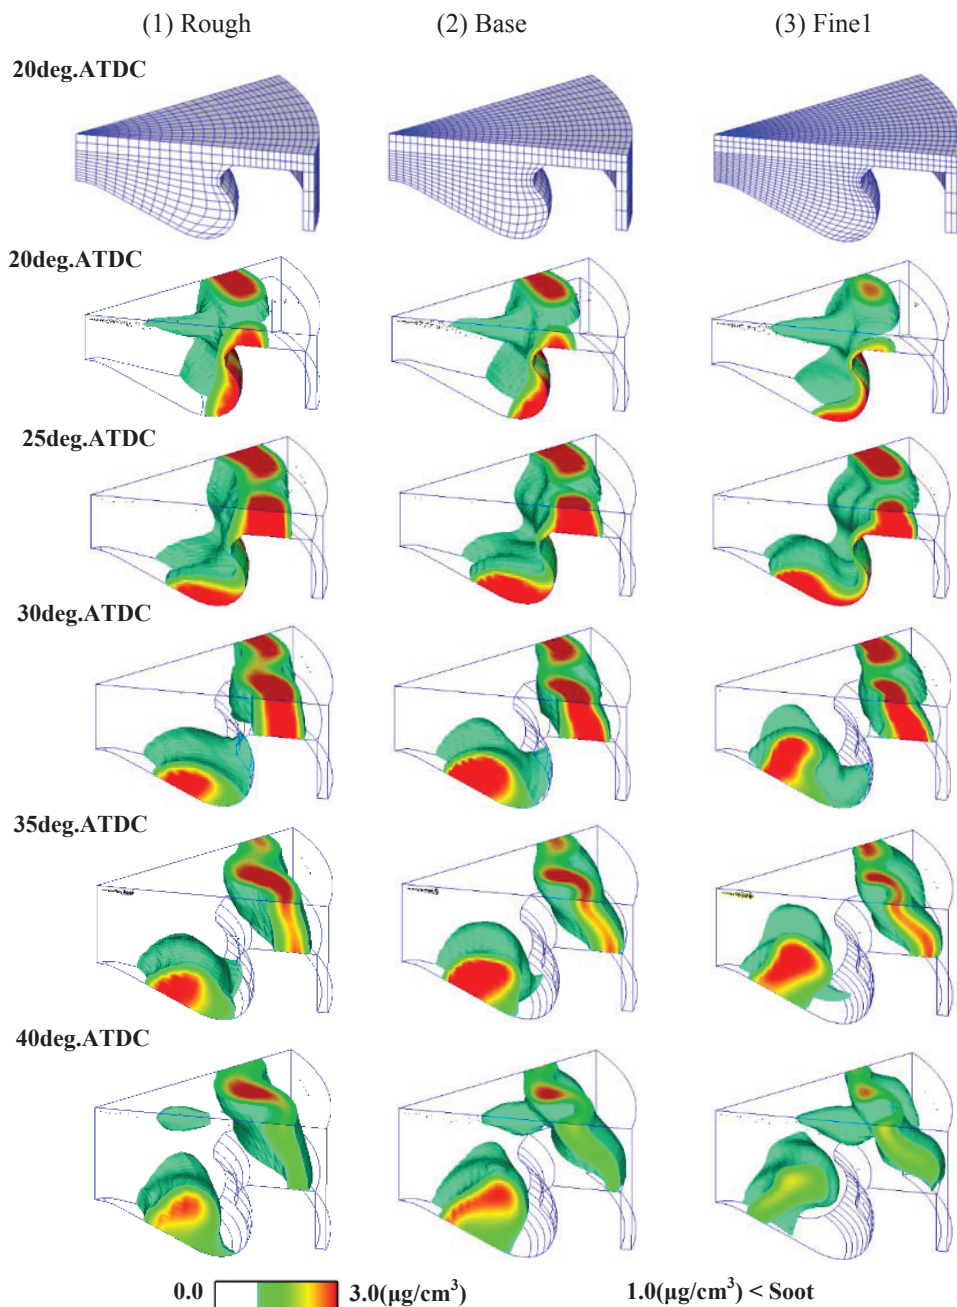 (1) Rough (2) Base (3) Fine1
20deg.ATDC
20deg.ATDC
25deg.ATDC
30deg.ATDC
35deg.ATDC
40deg.ATDC
0.0 3.0(μg/cm³) 1.0(μg/cm³) < Soot